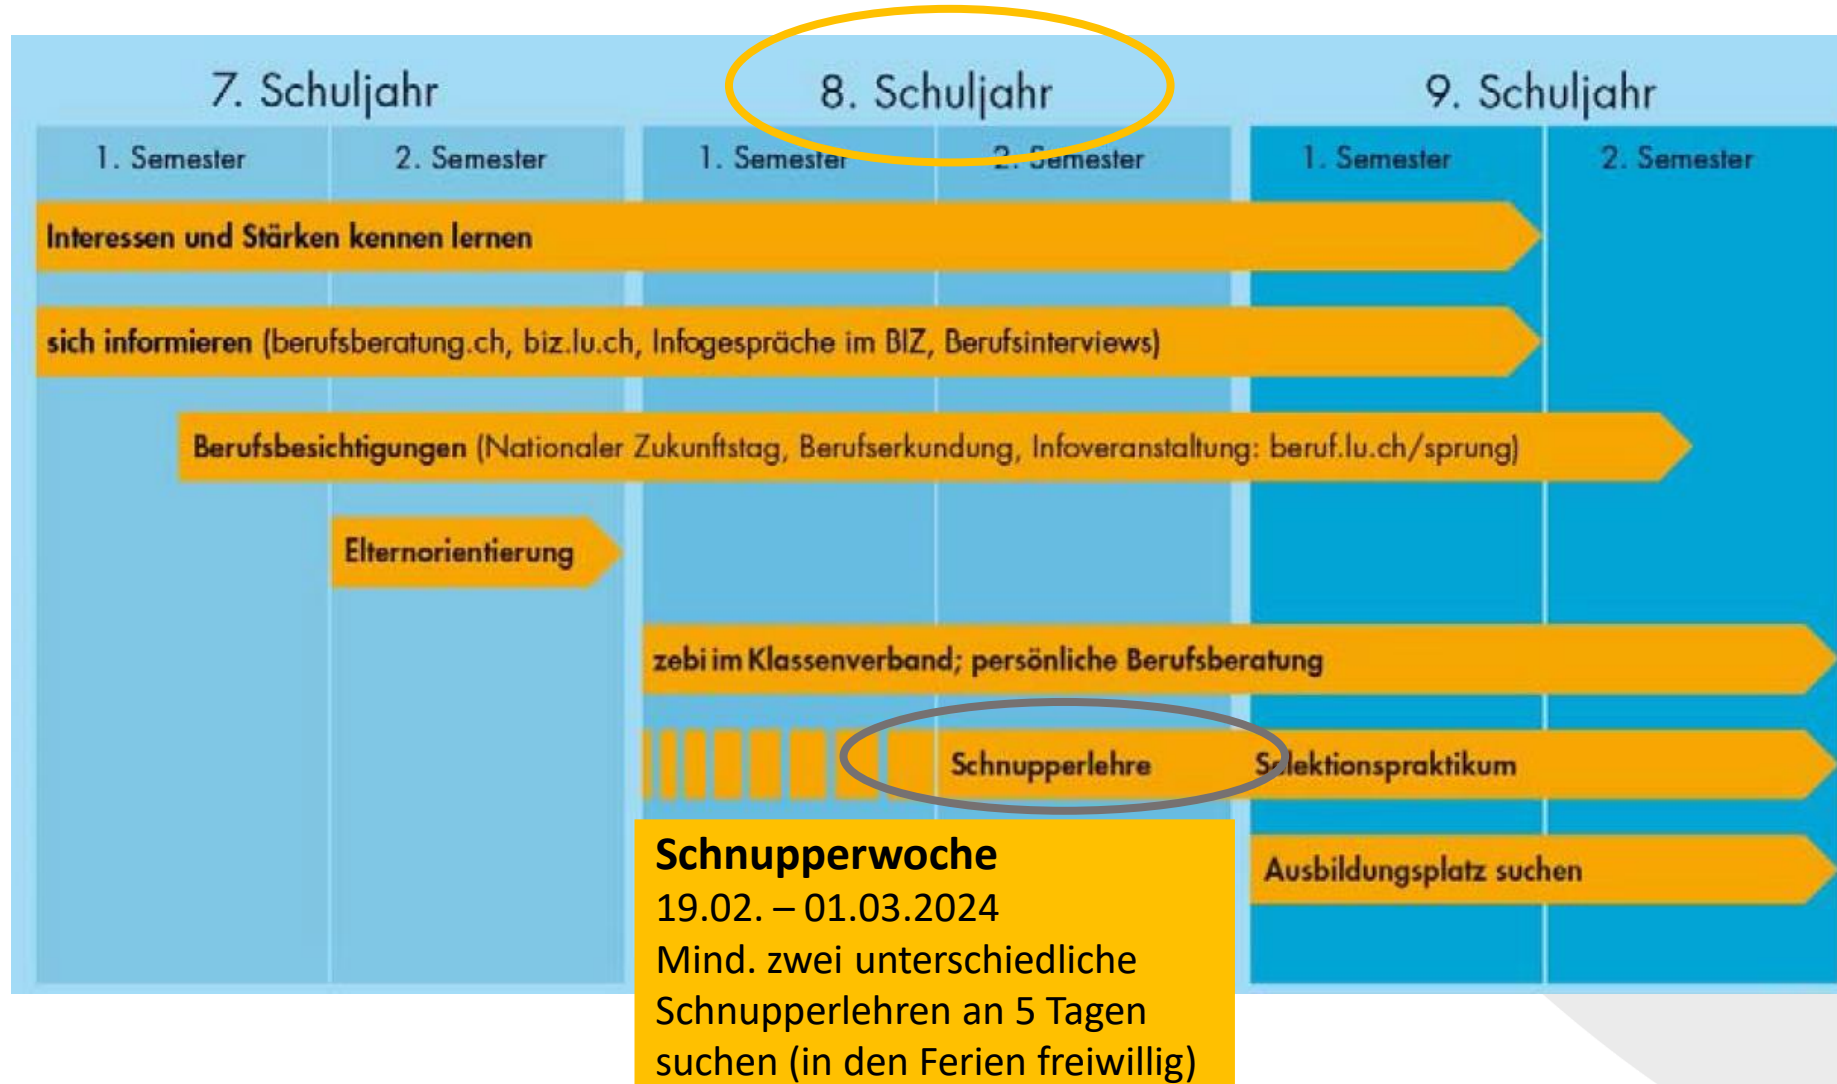 7. Schuljahr
8. Schuljahr
9. Schuljahr
1. Semester
2. Semester
1. Semester
2. Semester
1. Semester
2. Semester
Interessen und Stärken kennen lernen
sich informieren (berufsberatung.ch, biz.lu.ch, Infogespräche im BIZ, Berufsinterviews)
Berufsbesichtigungen (Nationaler Zukunftstag, Berufserkundung, Infoveranstaltung: beruf.lu.ch/sprung)
Elternorientierung
zebi im Klassenverband; persönliche Berufsberatung
Schnupperlehre
Selektionspraktikum
Ausbildungsplatz suchen
Schnupperwoche
19.02. – 01.03.2024
Mind. zwei unterschiedliche
Schnupperlehren an 5 Tagen
suchen (in den Ferien freiwillig)